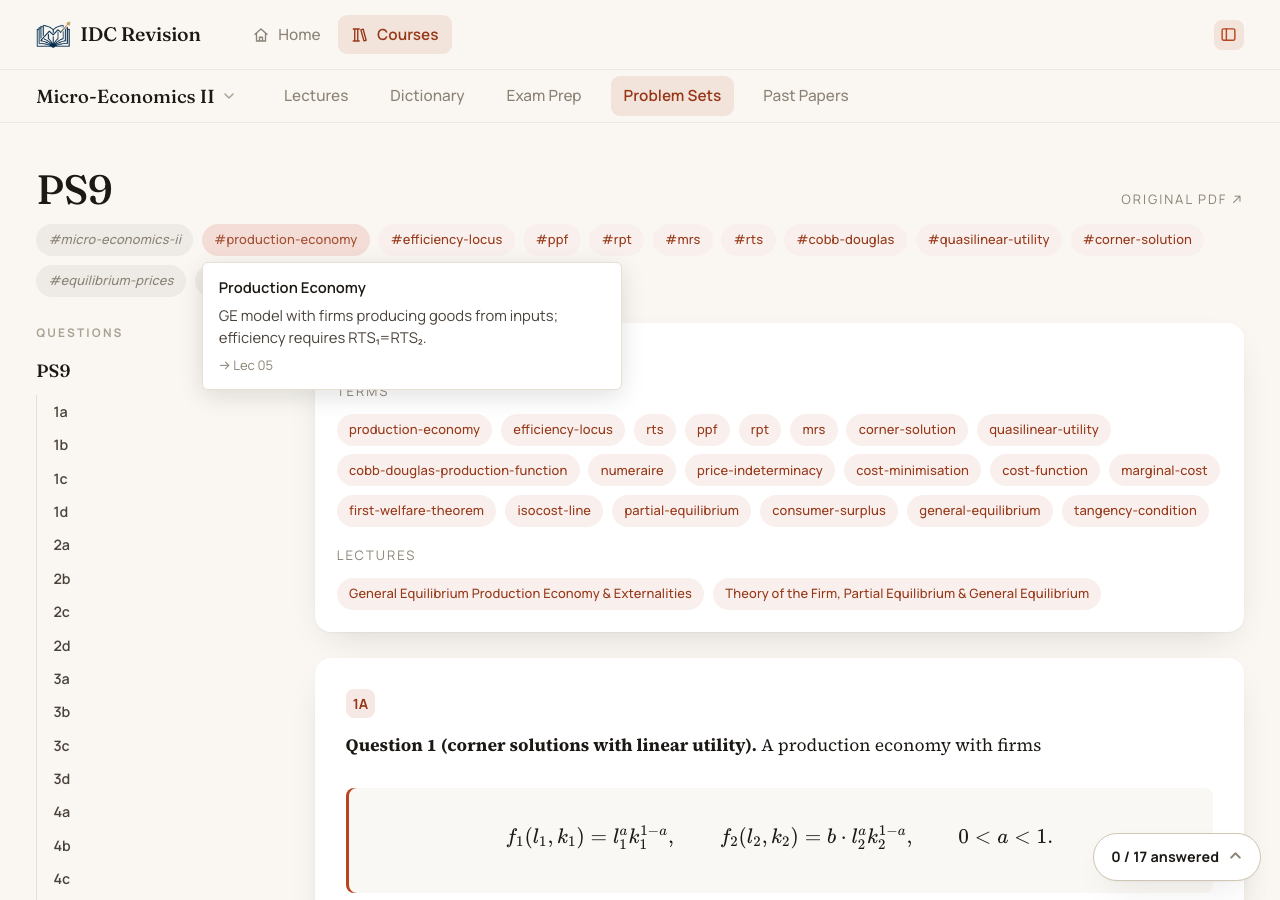 IDC Revision
Home
Courses
Micro-Economics II
Lectures
Dictionary
Exam Prep
Problem Sets
Past Papers
PS9
ORIGINAL PDF ↗
#micro-economics-ii
#production-economy
#efficiency-locus
#ppf
#rpt
#mrs
#rts
#cobb-douglas
#quasilinear-utility
#corner-solution
#equilibrium-prices
Production Economy
GE model with firms producing goods from inputs;
efficiency requires RTS₁=RTS₂.
→ Lec 05
QUESTIONS
PS9
1a
1b
1c
1d
2a
2b
2c
2d
3a
3b
3c
3d
4a
4b
4c
TERMS
production-economy
efficiency-locus
rts
ppf
rpt
mrs
corner-solution
quasilinear-utility
cobb-douglas-production-function
numeraire
price-indeterminacy
cost-minimisation
cost-function
marginal-cost
first-welfare-theorem
isocost-line
partial-equilibrium
consumer-surplus
general-equilibrium
tangency-condition
LECTURES
General Equilibrium Production Economy & Externalities
Theory of the Firm, Partial Equilibrium & General Equilibrium
1A
Question 1 (corner solutions with linear utility). A production economy with firms
f₁(l₁, k₁) = l₁ᵃk₁¹⁻ᵃ, f₂(l₂, k₂) = b · l₂ᵃk₂¹⁻ᵃ, 0 < a < 1.
0 / 17 answered